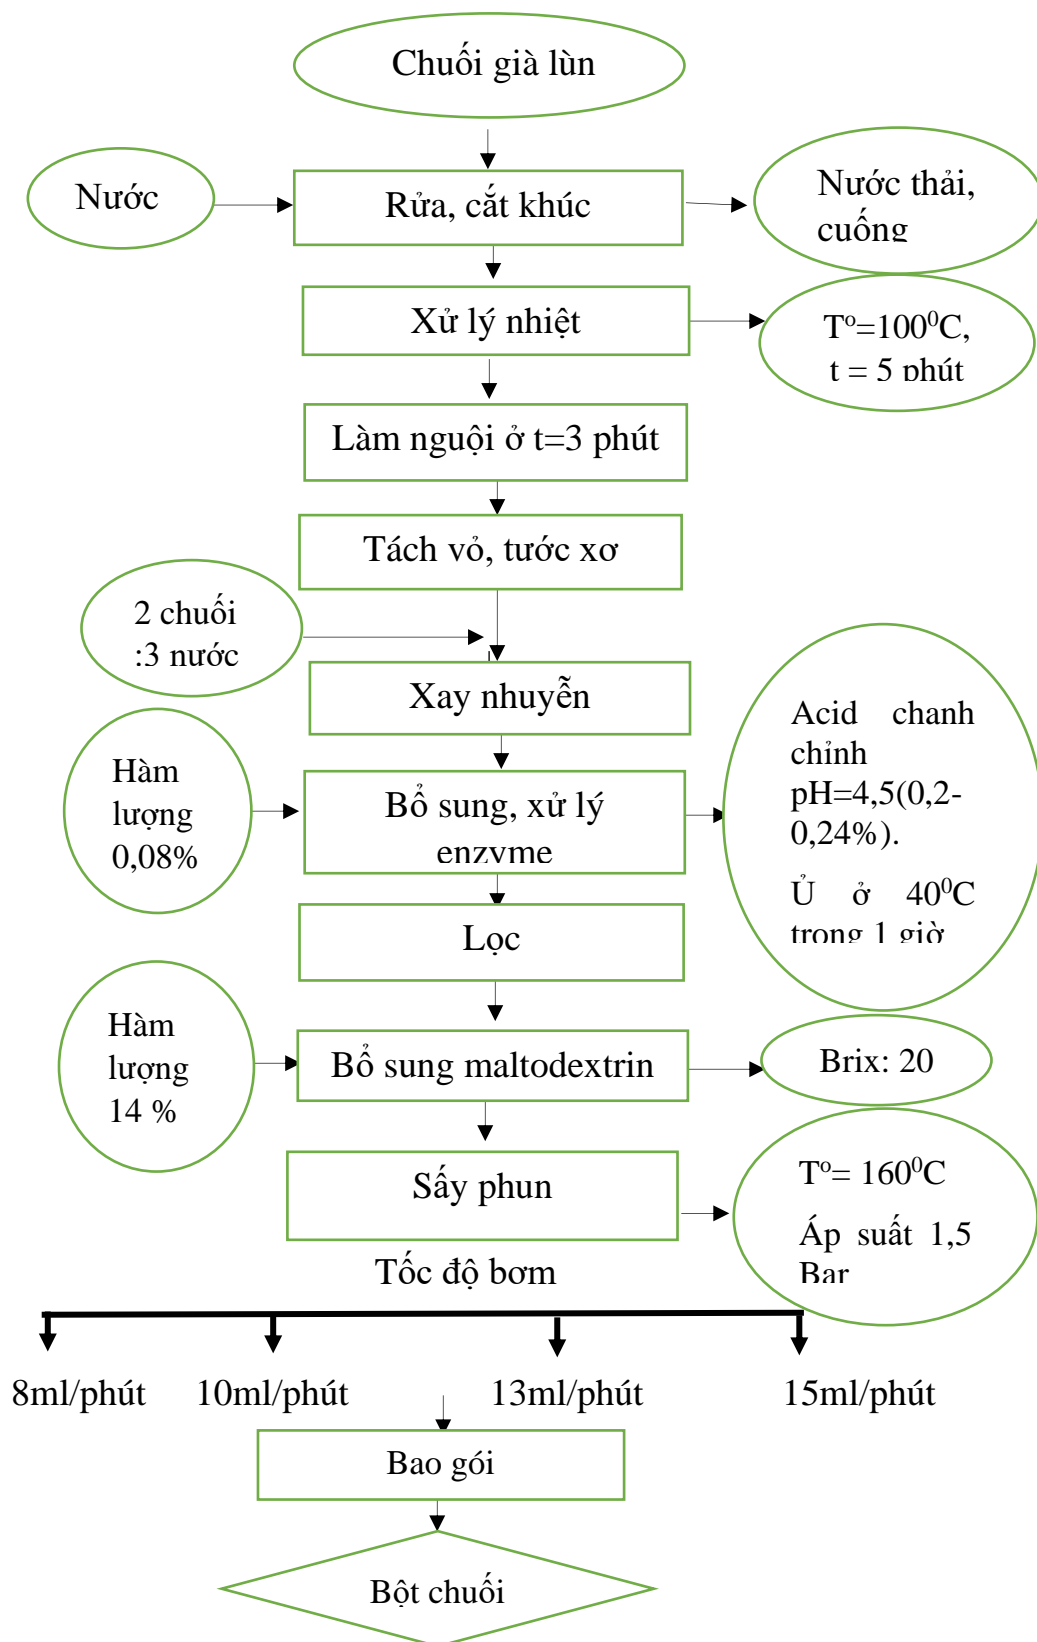 Chuối già lùn
Nước
Rửa, cắt khúc
Nước thải,
cuống
Xử lý nhiệt
Tº=100⁰C,
t = 5 phút
Làm nguội ở t=3 phút
Tách vỏ, tước xơ
2 chuối
:3 nước
Xay nhuyễn
Hàm
lượng
0,08%
Bổ sung, xử lý
enzyme
Acid chanh
chỉnh
pH=4,5(0,2-
0,24%).
Ủ ở 40⁰C
trong 1 giờ
Lọc
Hàm
lượng
14 %
Bổ sung maltodextrin
Brix: 20
Sấy phun
Tº= 160⁰C
Áp suất 1,5
Bar
Tốc độ bơm
8ml/phút
10ml/phút
13ml/phút
15ml/phút
Bao gói
Bột chuối